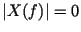 |X(f)| = 0